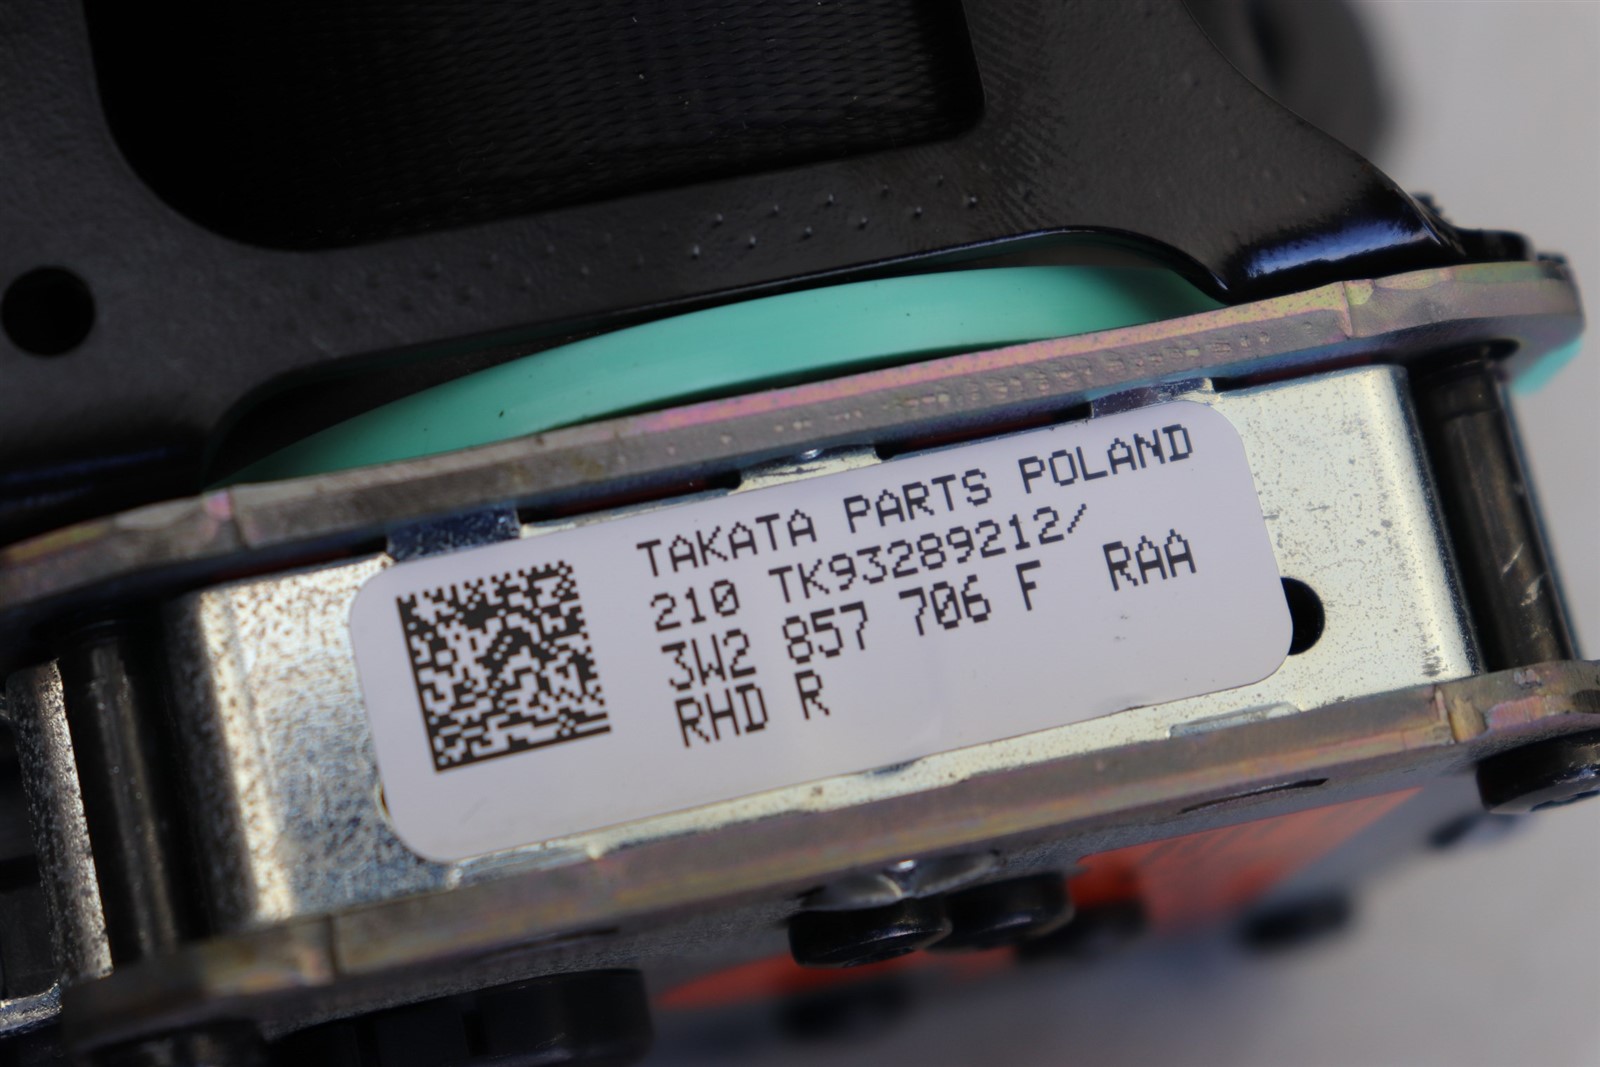 TAKATA PARTS POLAND
210 TK93289212/
3W2 857 706 F RAA
RHD R